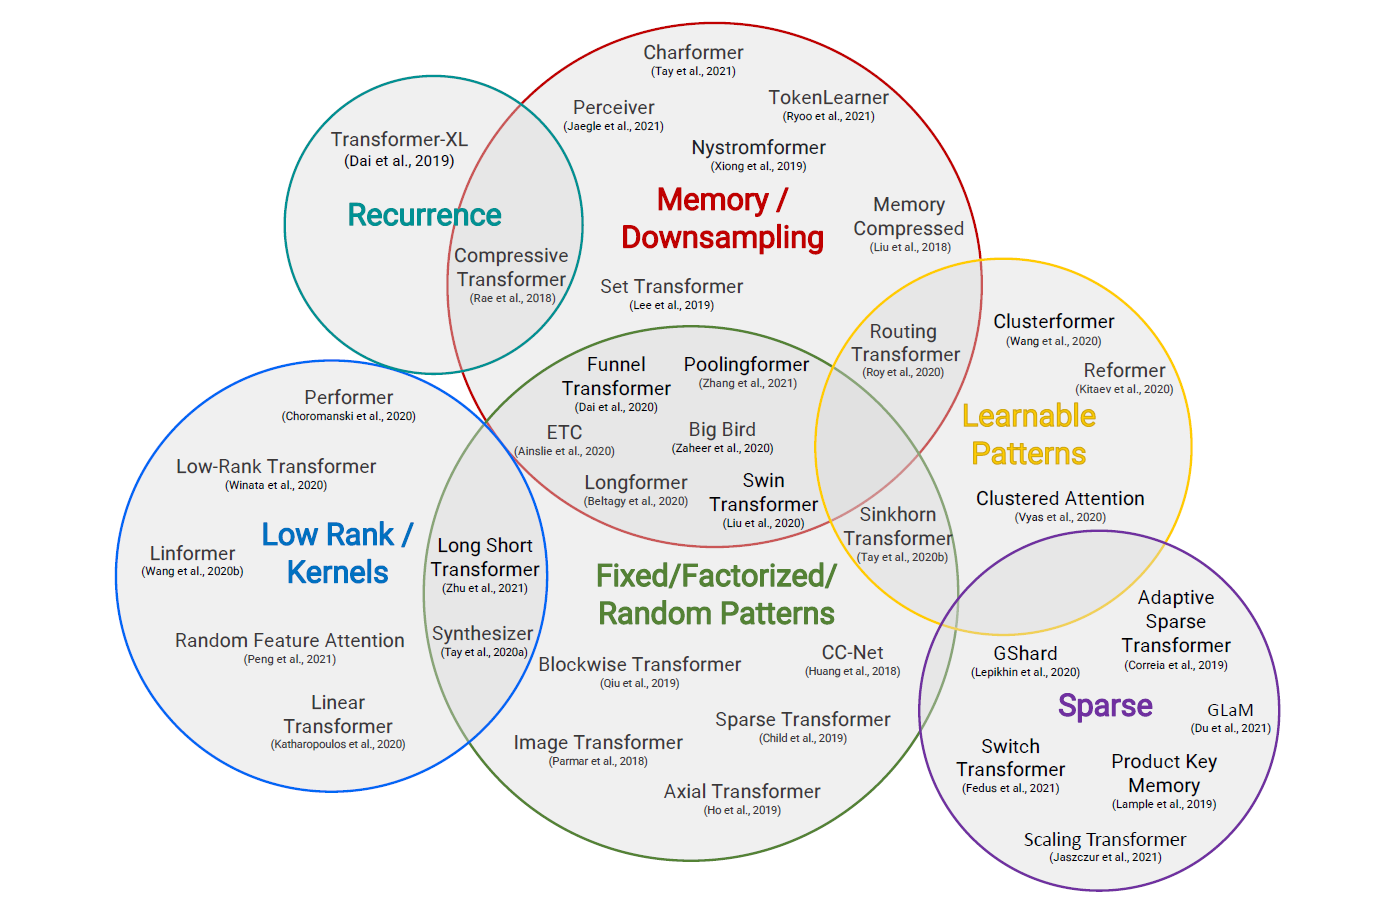 Charformer
(Tay et al., 2021)
Perceiver
(Jaegle et al., 2021)
TokenLearner
(Ryoo et al., 2021)
Transformer-XL
(Dai et al., 2019)
Nystromformer
(Xiong et al., 2019)
Recurrence
Memory /
Downsampling
Memory
Compressed
(Liu et al., 2018)
Compressive
Transformer
(Rae et al., 2018)
Set Transformer
(Lee et al., 2019)
Routing
Transformer
(Roy et al., 2020)
Clusterformer
(Wang et al., 2020)
Reformer
(Kitaev et al., 2020)
Learnable
Patterns
Clustered Attention
(Vyas et al., 2020)
Funnel
Transformer
(Dai et al., 2020)
Poolingformer
(Zhang et al., 2021)
ETC
(Ainslie et al., 2020)
Big Bird
(Zaheer et al., 2020)
Longformer
(Beltagy et al., 2020)
Swin
Transformer
(Liu et al., 2020)
Sinkhorn
Transformer
(Tay et al., 2020b)
Performer
(Choromanski et al., 2020)
Low-Rank Transformer
(Winata et al., 2020)
Low Rank /
Kernels
Linformer
(Wang et al., 2020b)
Random Feature Attention
(Peng et al., 2021)
Linear
Transformer
(Katharopoulos et al., 2020)
Long Short
Transformer
(Zhu et al., 2021)
Synthesizer
(Tay et al., 2020a)
Fixed/Factorized/
Random Patterns
Blockwise Transformer
(Qiu et al., 2019)
CC-Net
(Huang et al., 2018)
Sparse Transformer
(Child et al., 2019)
Image Transformer
(Parmar et al., 2018)
Axial Transformer
(Ho et al., 2019)
Adaptive
Sparse
Transformer
(Correia et al., 2019)
GShard
(Lepikhin et al., 2020)
Sparse
GLaM
(Du et al., 2021)
Switch
Transformer
(Fedus et al., 2021)
Product Key
Memory
(Lample et al., 2019)
Scaling Transformer
(Jaszczur et al., 2021)